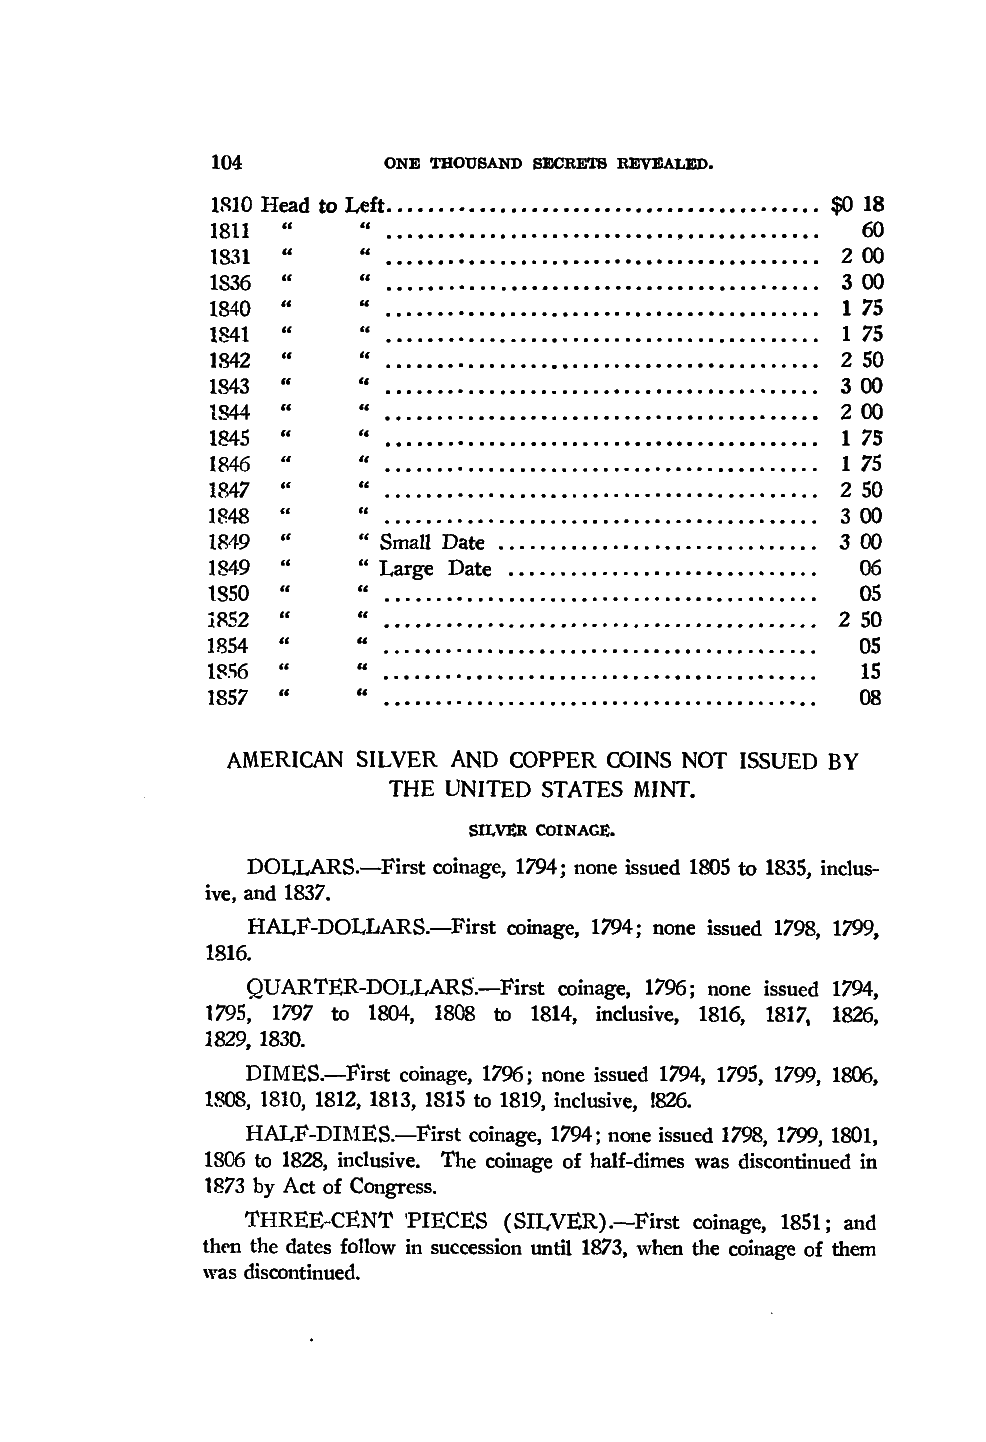 104 ONE THOUSAND SECRETS REVEALED.
1810 Head to Left.......................................... $0 18
1811 “ “ .......................................... 60
1831 “ “ .......................................... 2 00
1836 “ “ .......................................... 3 00
1840 “ “ .......................................... 1 75
1841 “ “ .......................................... 1 75
1842 “ “ .......................................... 2 50
1843 “ “ .......................................... 3 00
1844 “ “ .......................................... 2 00
1845 “ “ .......................................... 1 75
1846 “ “ .......................................... 1 75
1847 “ “ .......................................... 2 50
1848 “ “ .......................................... 3 00
1849 “ “ Small Date ............................... 3 00
1849 “ “ Large Date .............................. 06
1850 “ “ .......................................... 05
1852 “ “ .......................................... 2 50
1854 “ “ .......................................... 05
1856 “ “ .......................................... 15
1857 “ “ .......................................... 08
AMERICAN SILVER AND COPPER COINS NOT ISSUED BY
THE UNITED STATES MINT.
SILVER COINAGE.
DOLLARS.—First coinage, 1794; none issued 1805 to 1835, inclus-
ive, and 1837.
HALF-DOLLARS.—First coinage, 1794; none issued 1798, 1799,
1816.
QUARTER-DOLLARS.—First coinage, 1796; none issued 1794,
1795, 1797 to 1804, 1808 to 1814, inclusive, 1816, 1817, 1826,
1829, 1830.
DIMES.—First coinage, 1796; none issued 1794, 1795, 1799, 1806,
1808, 1810, 1812, 1813, 1815 to 1819, inclusive, 1826.
HALF-DIMES.—First coinage, 1794; none issued 1798, 1799, 1801,
1806 to 1828, inclusive. The coinage of half-dimes was discontinued in
1873 by Act of Congress.
THREE-CENT PIECES (SILVER).—First coinage, 1851; and
then the dates follow in succession until 1873, when the coinage of them
was discontinued.